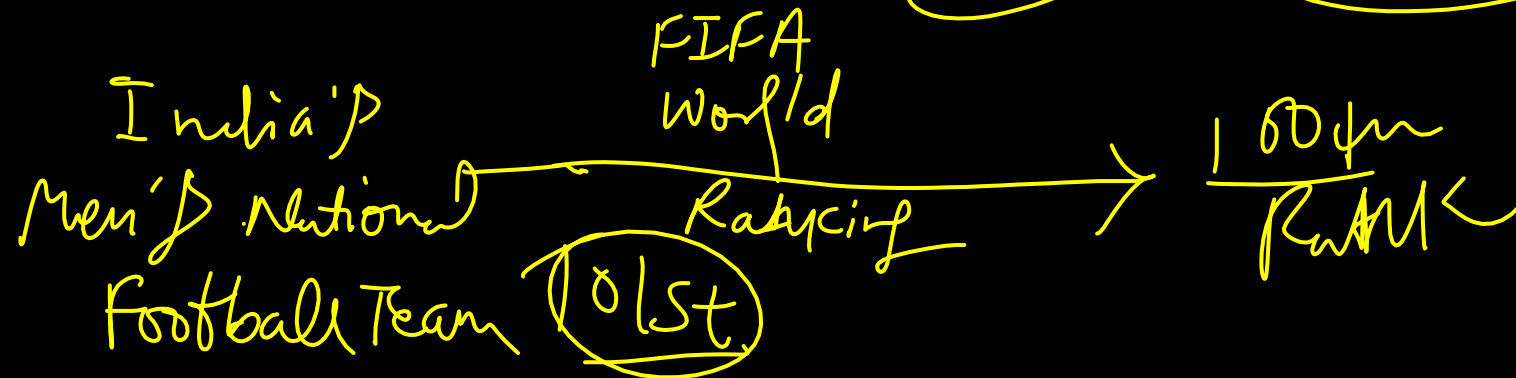 India's
Men's National
Football Team
FIFA
World
Ranking
101st
100th
Rank